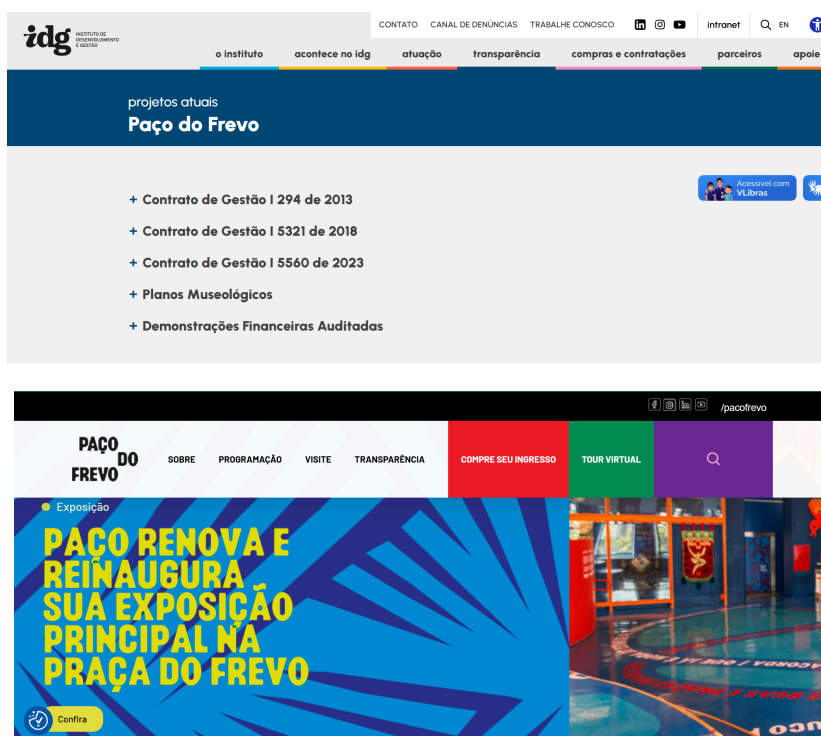 CONTATO CANAL DE DENÚNCIAS TRABALHE CONOSCO in intranet EN
idg INSTITUTO DE
DESENVOLVIMENTO
E GESTÃO
o instituto acontece no idg atuação transparência compras e contratações parceiros apoie
projetos atuais
Paço do Frevo
Acessível com
VLibras
+ Contrato de Gestão I 294 de 2013
+ Contrato de Gestão I 5321 de 2018
+ Contrato de Gestão I 5560 de 2023
+ Planos Museológicos
+ Demonstrações Financeiras Auditadas
/pacofrevo
PAÇO
DO
FREVO
SOBRE PROGRAMAÇÃO VISITE TRANSPARÊNCIA COMPRE SEU INGRESSO TOUR VIRTUAL
Exposição
PAÇO RENOVA E
REINAUGURA
SUA EXPOSIÇÃO
PRINCIPAL NA
PRAÇA DO FREVO
Confira